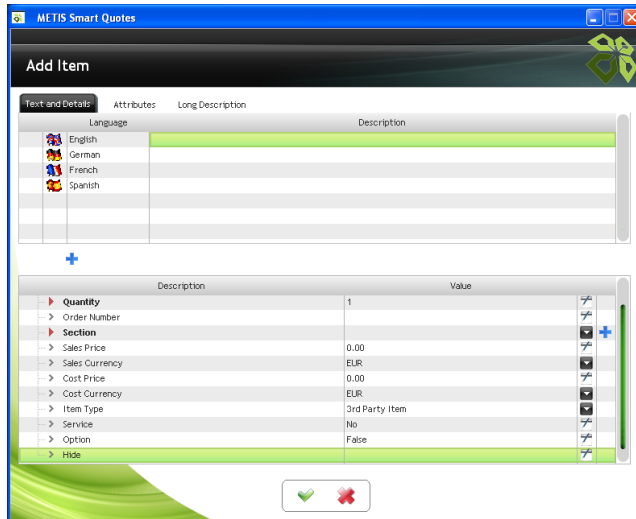 METIS Smart Quotes
Add Item
Text and Details Attributes Long Description
Language Description
English
German
French
Spanish
Description Value
Quantity 1
Order Number
Section
Sales Price 0.00
Sales Currency EUR
Cost Price 0.00
Cost Currency EUR
Item Type 3rd Party Item
Service No
Option False
Hide